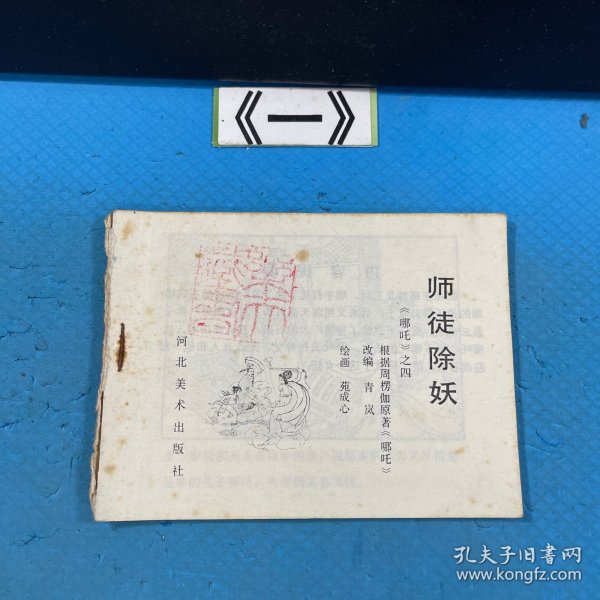 《一》
师徒除妖
《哪吒》之四
根据周楞伽原著《哪吒》
改编 青岚
绘画 苑成心
河北美术出版社
孔夫子旧书网
www.kongfz.com